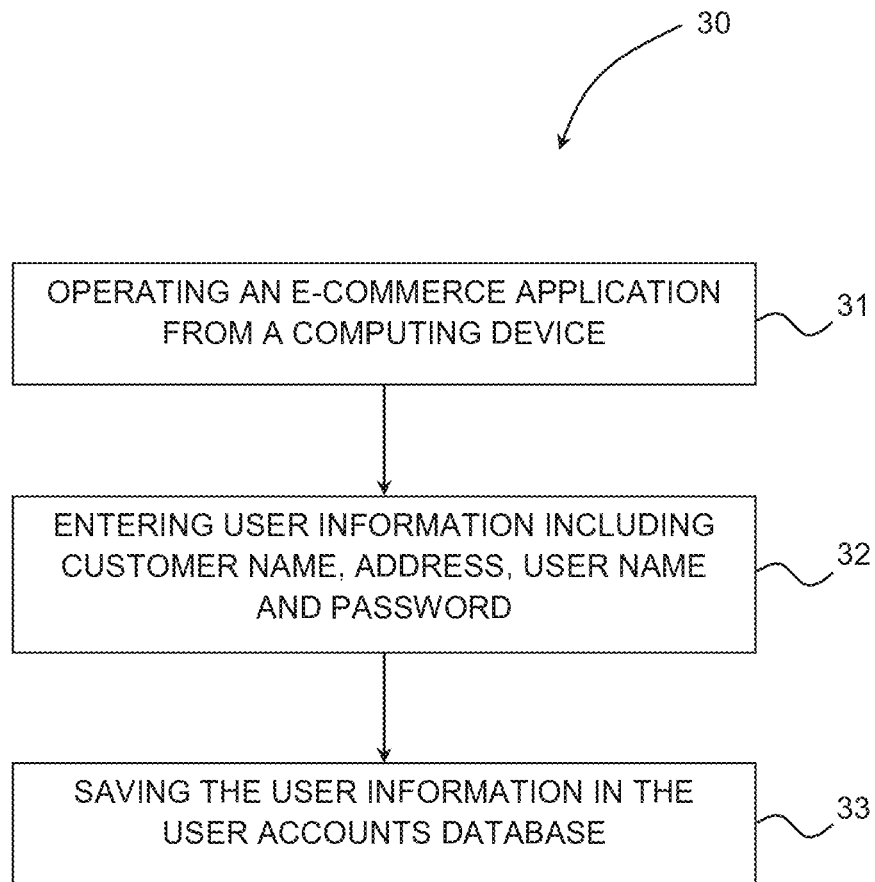 30
OPERATING AN E-COMMERCE APPLICATION
FROM A COMPUTING DEVICE
31
ENTERING USER INFORMATION INCLUDING
CUSTOMER NAME, ADDRESS, USER NAME
AND PASSWORD
32
SAVING THE USER INFORMATION IN THE
USER ACCOUNTS DATABASE
33